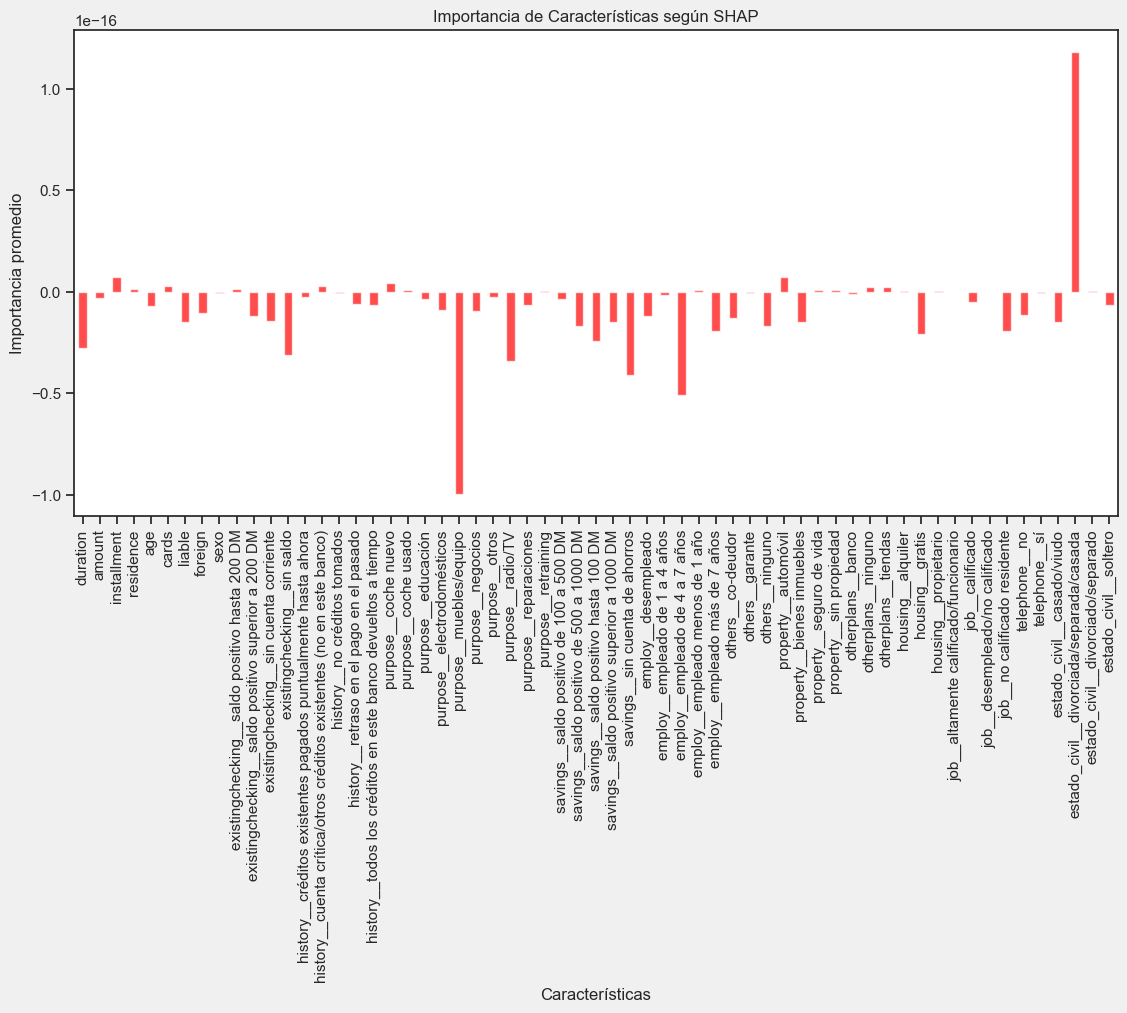 Importancia de Características según SHAP
1e−16
1.0
0.5
0.0
−0.5
−1.0
Importancia promedio
duration
amount
installment
residence
age
cards
liable
foreign
sexo
existingchecking__saldo positivo hasta 200 DM
existingchecking__saldo positivo superior a 200 DM
existingchecking__sin cuenta corriente
existingchecking__sin saldo
history__créditos existentes pagados puntualmente hasta ahora
history__cuenta crítica/otros créditos existentes (no en este banco)
history__no créditos tomados
history__retraso en el pago en el pasado
history__todos los créditos en este banco devueltos a tiempo
purpose__coche nuevo
purpose__coche usado
purpose__educación
purpose__electrodomésticos
purpose__muebles/equipo
purpose__negocios
purpose__otros
purpose__radio/TV
purpose__reparaciones
purpose__retraining
savings__saldo positivo de 100 a 500 DM
savings__saldo positivo de 500 a 1000 DM
savings__saldo positivo hasta 100 DM
savings__saldo positivo superior a 1000 DM
savings__sin cuenta de ahorros
employ__desempleado
employ__empleado de 1 a 4 años
employ__empleado de 4 a 7 años
employ__empleado menos de 1 año
employ__empleado más de 7 años
others__co-deudor
others__garante
others__ninguno
property__automóvil
property__bienes inmuebles
property__seguro de vida
property__sin propiedad
otherplans__banco
otherplans__ninguno
otherplans__tiendas
housing__alquiler
housing__gratis
housing__propietario
job__altamente calificado/funcionario
job__calificado
job__desempleado/no calificado
job__no calificado residente
telephone__no
telephone__sí
estado_civil__casado/viudo
estado_civil__divorciada/separada/casada
estado_civil__divorciado/separado
estado_civil__soltero
Características